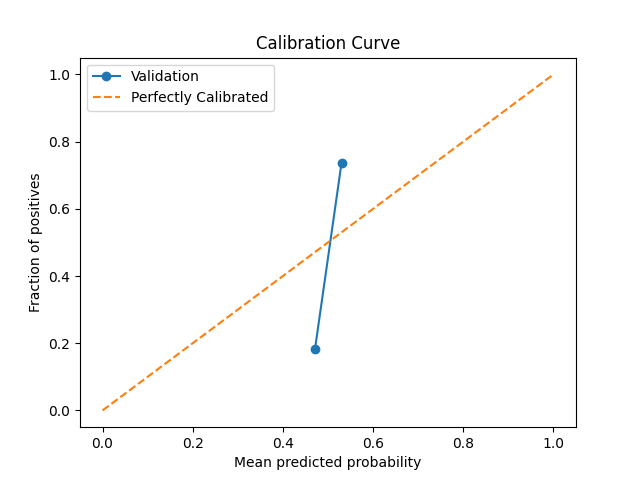 Calibration Curve
Validation
Perfectly Calibrated
Fraction of positives
1.0
0.8
0.6
0.4
0.2
0.0
0.0 0.2 0.4 0.6 0.8 1.0
Mean predicted probability